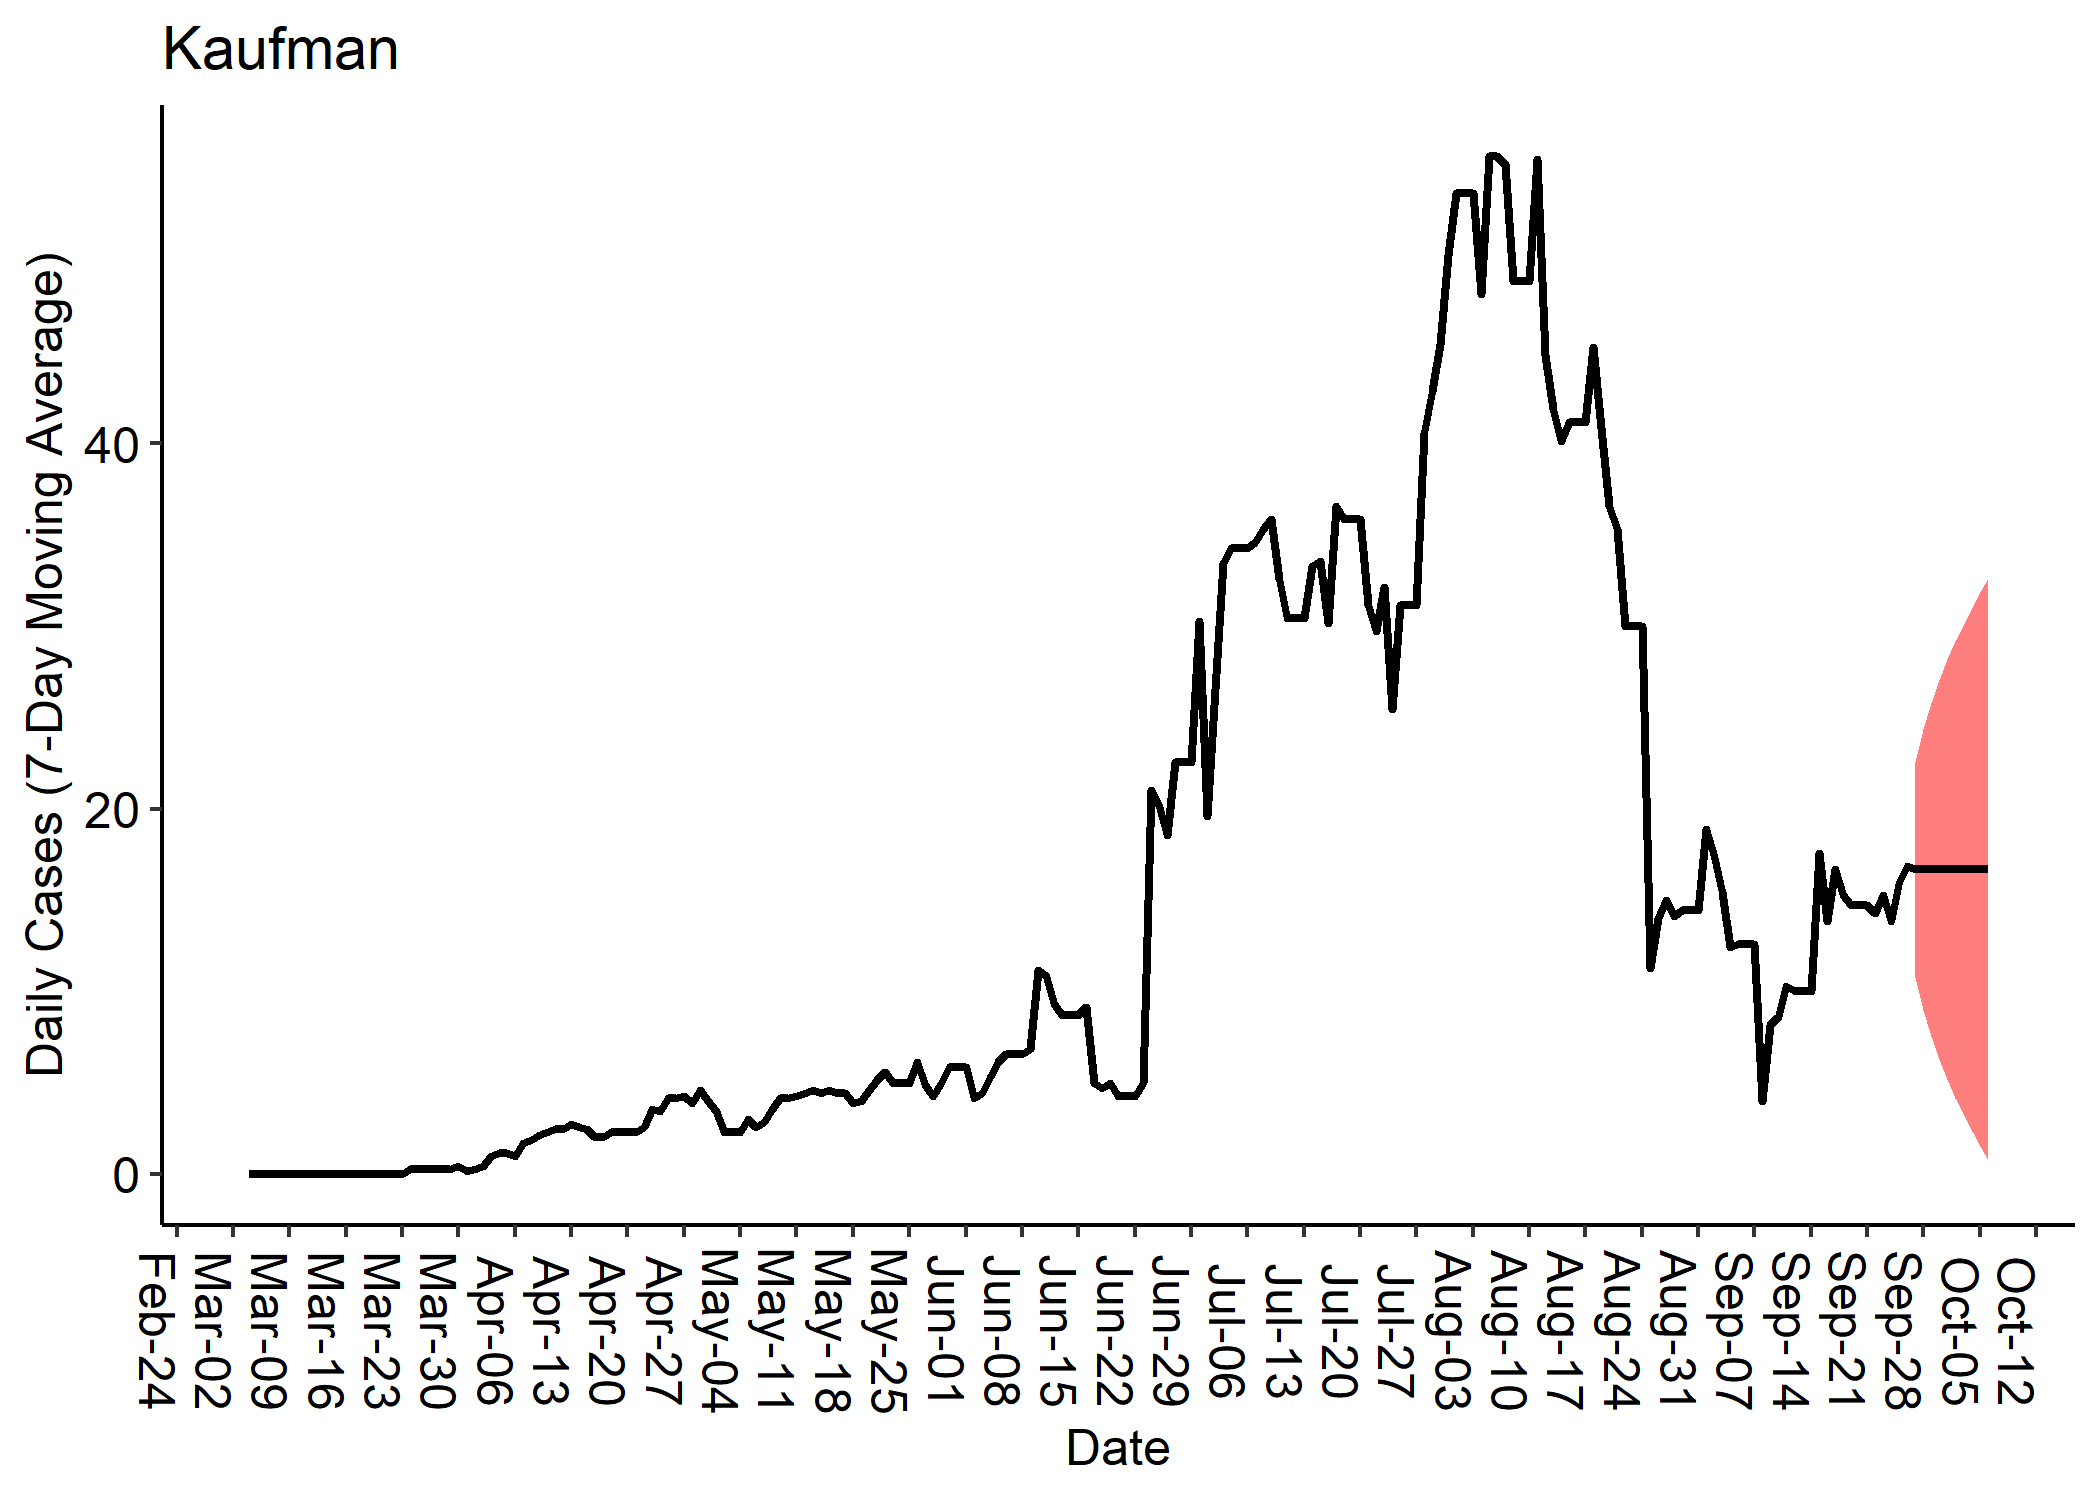 Kaufman
Daily Cases (7-Day Moving Average)
40
20
0
Feb-24
Mar-02
Mar-09
Mar-16
Mar-23
Mar-30
Apr-06
Apr-13
Apr-20
Apr-27
May-04
May-11
May-18
May-25
Jun-01
Jun-08
Jun-15
Jun-22
Jun-29
Jul-06
Jul-13
Jul-20
Jul-27
Aug-03
Aug-10
Aug-17
Aug-24
Aug-31
Sep-07
Sep-14
Sep-21
Sep-28
Oct-05
Oct-12
Date